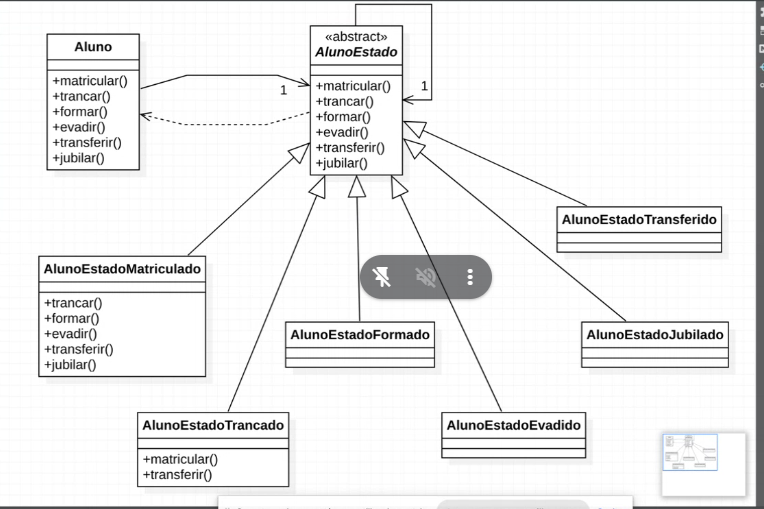 Aluno
+matricular()
+trancar()
+formar()
+evadir()
+transferir()
+jubilar()
1
«abstract»
AlunoEstado
+matricular()
+trancar()
+formar()
+evadir()
+transferir()
+jubilar()
1
AlunoEstadoTransferido
AlunoEstadoMatriculado
+trancar()
+formar()
+evadir()
+transferir()
+jubilar()
AlunoEstadoFormado
AlunoEstadoJubilado
AlunoEstadoTrancado
+matricular()
+transferir()
AlunoEstadoEvadido